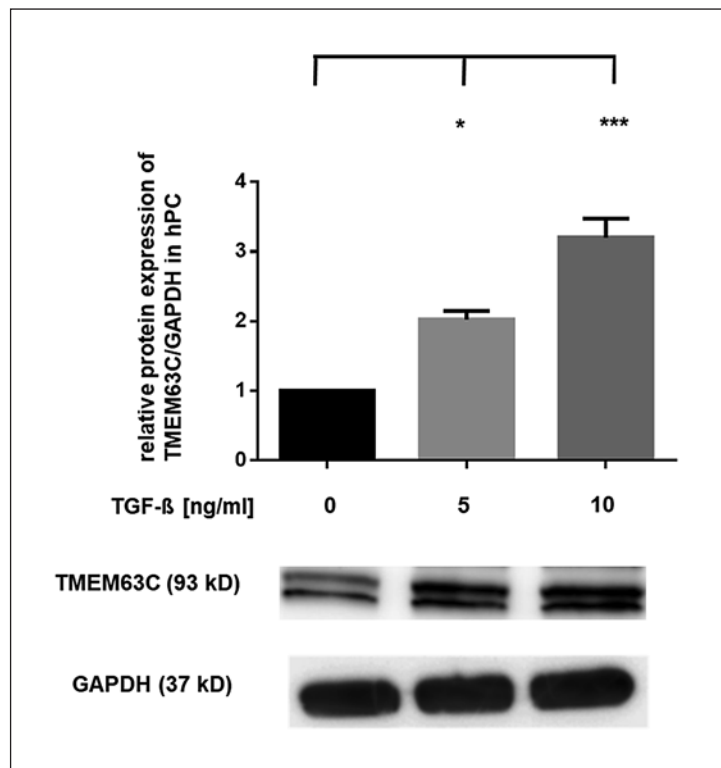 * ***
relative protein expression of
TMEM63C/GAPDH in hPC
4
3
2
1
0
TGF-ß [ng/ml] 0 5 10
TMEM63C (93 kD)
GAPDH (37 kD)